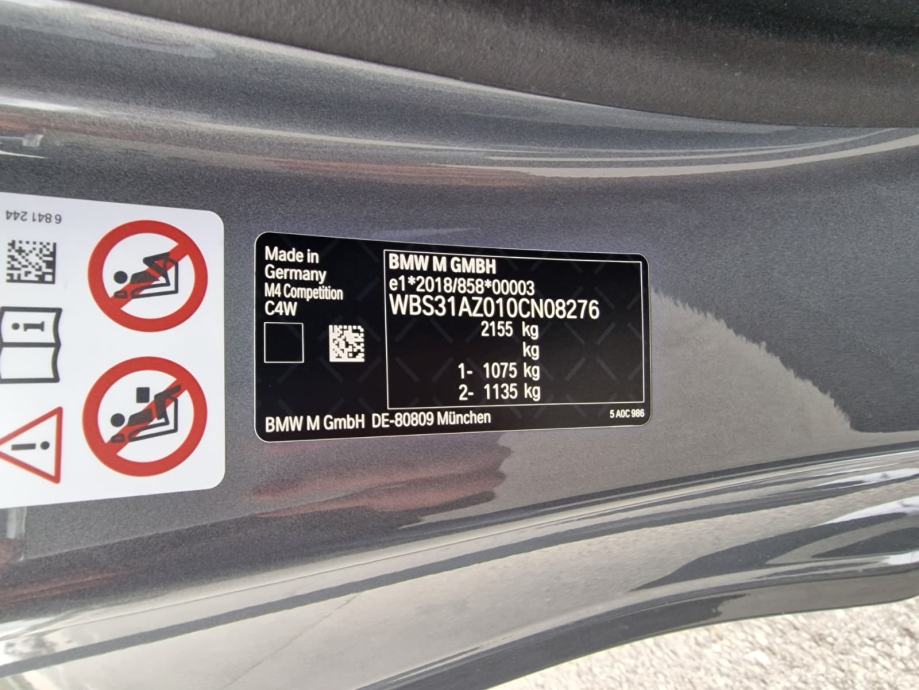 6 841 244
Made in
Germany
M4 Competition
C4W
BMW M GMBH
e1*2018/858*00003
WBS31AZ010CN08276
2155 kg
kg
1- 1075 kg
2- 1135 kg
BMW M GmbH DE-80809 München
5 A0C 986